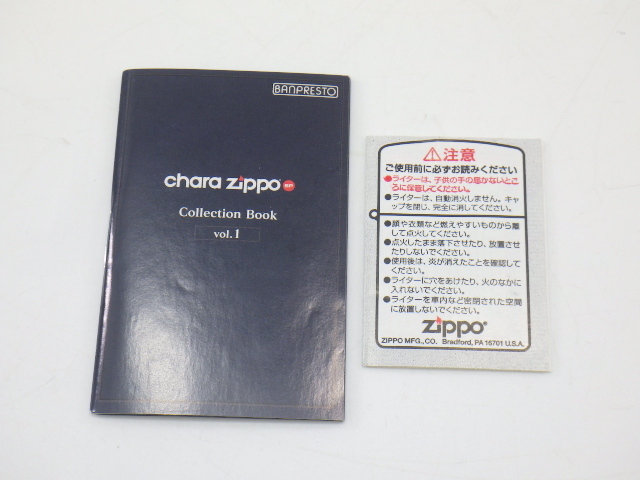 BANPRESTO
chara zippo
Collection Book
vol.1
注意
ご使用前に必ずお読みください
●ライターは、子供の手の届かないとこ
ろに保管してください。
●ライターは、自動消火しません。キャ
ップを閉じ、完全に消してください。
●顔や衣類など燃えやすいものから離
して点火してください。
●点火したまま落下させたり、放置させ
たりしないでください。
●使用後は、炎が消えたことを確認して
ください。
●ライターに穴をあけたり、火のなかに
入れないでください。
●ライターを車内など密閉された空間
に放置しないでください。
zippo®
ZIPPO MFG.,CO. Bradford, PA 16701 U.S.A.